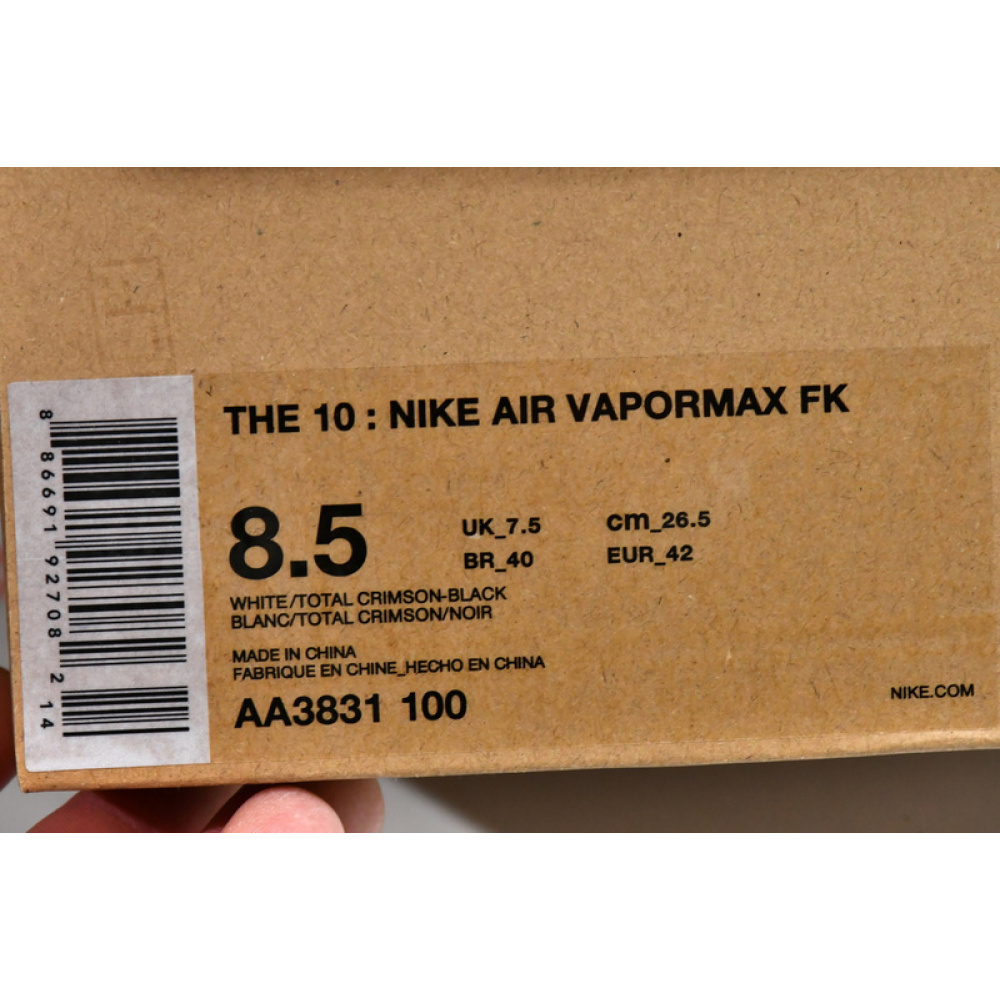 THE 10 : NIKE AIR VAPORMAX FK
8.5
UK_7.5 cm_26.5
BR_40 EUR_42
WHITE/TOTAL CRIMSON-BLACK
BLANC/TOTAL CRIMSON/NOIR
MADE IN CHINA
FABRIQUE EN CHINE_HECHO EN CHINA
AA3831 100
NIKE.COM
8 86691 92708 2 14